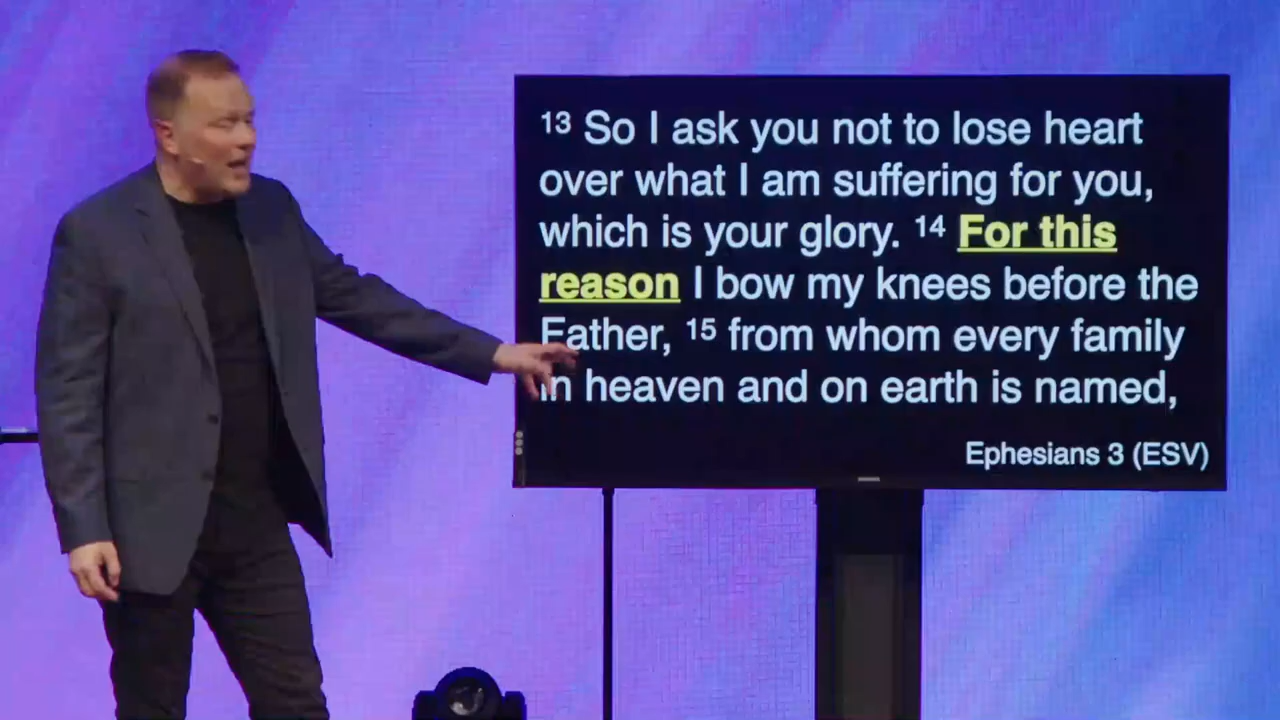 13 So I ask you not to lose heart
over what I am suffering for you,
which is your glory. 14 For this
reason I bow my knees before the
Father, 15 from whom every family
in heaven and on earth is named,
Ephesians 3 (ESV)